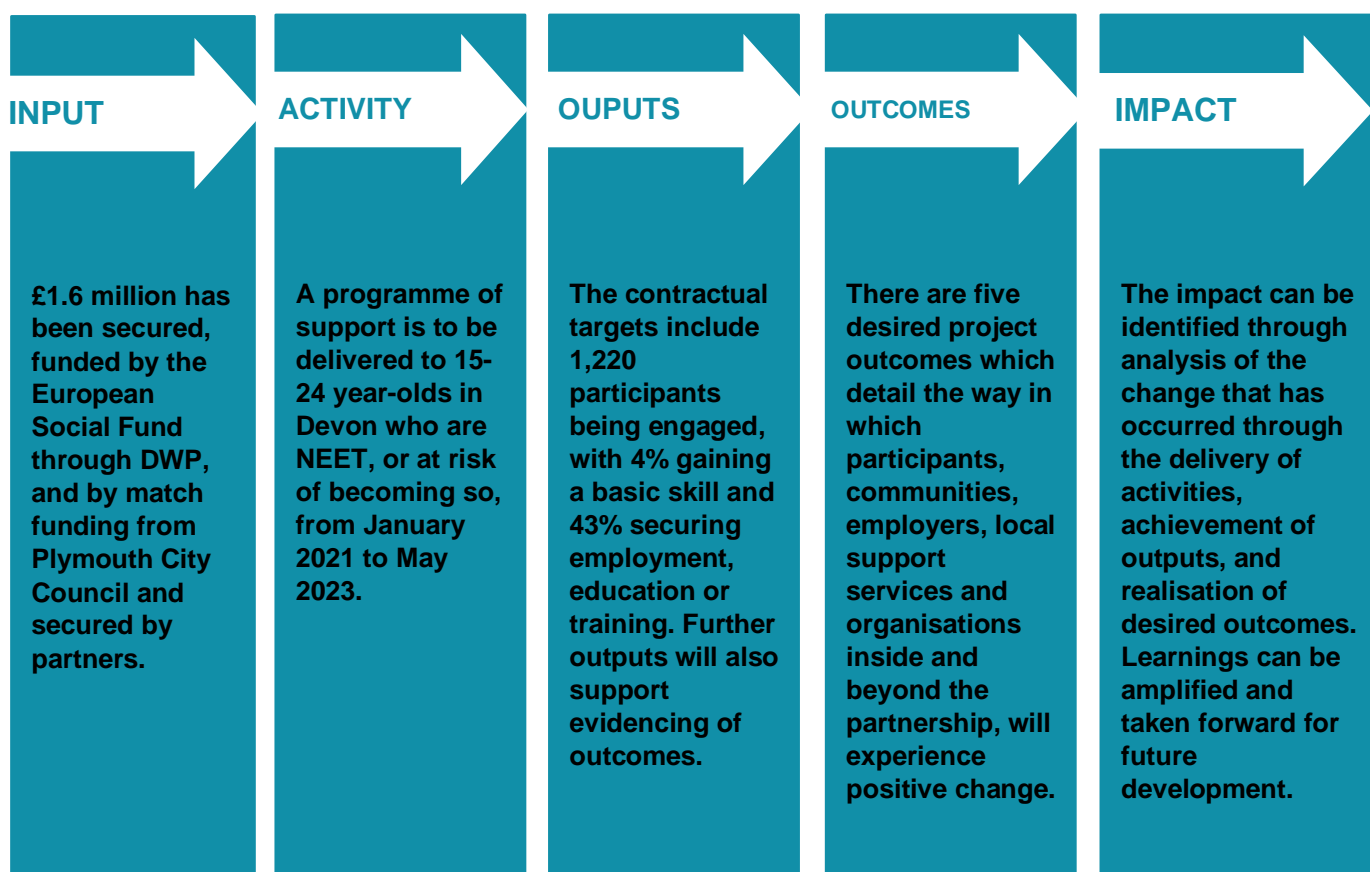 INPUT
£1.6 million has
been secured,
funded by the
European
Social Fund
through DWP,
and by match
funding from
Plymouth City
Council and
secured by
partners.
ACTIVITY
A programme of
support is to be
delivered to 15-
24 year-olds in
Devon who are
NEET, or at risk
of becoming so,
from January
2021 to May
2023.
OUPUTS
The contractual
targets include
1,220
participants
being engaged,
with 4% gaining
a basic skill and
43% securing
employment,
education or
training. Further
outputs will also
support
evidencing of
outcomes.
OUTCOMES
There are five
desired project
outcomes which
detail the way in
which
participants,
communities,
employers, local
support
services and
organisations
inside and
beyond the
partnership, will
experience
positive change.
IMPACT
The impact can be
identified through
analysis of the
change that has
occurred through
the delivery of
activities,
achievement of
outputs, and
realisation of
desired outcomes.
Learnings can be
amplified and
taken forward for
future
development.